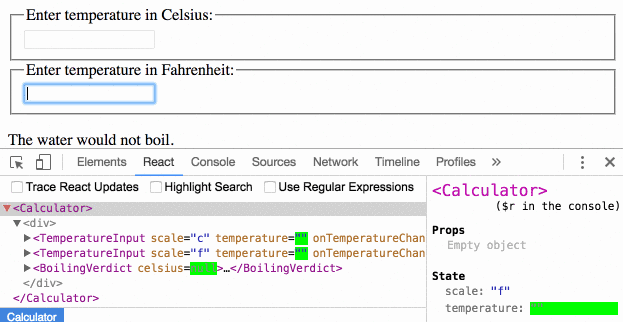 Enter temperature in Celsius:
Enter temperature in Fahrenheit:
The water would not boil.
Elements React Console Sources Network Timeline Profiles »
Trace React Updates Highlight Search Use Regular Expressions
<Calculator>
<div>
<TemperatureInput scale="c" temperature="" onTemperatureChan
<TemperatureInput scale="f" temperature="" onTemperatureChan
<BoilingVerdict celsius=>…</BoilingVerdict>
</div>
</Calculator>
Calculator
<Calculator>
($r in the console)
Props
Empty object
State
scale: "f"
temperature: ""